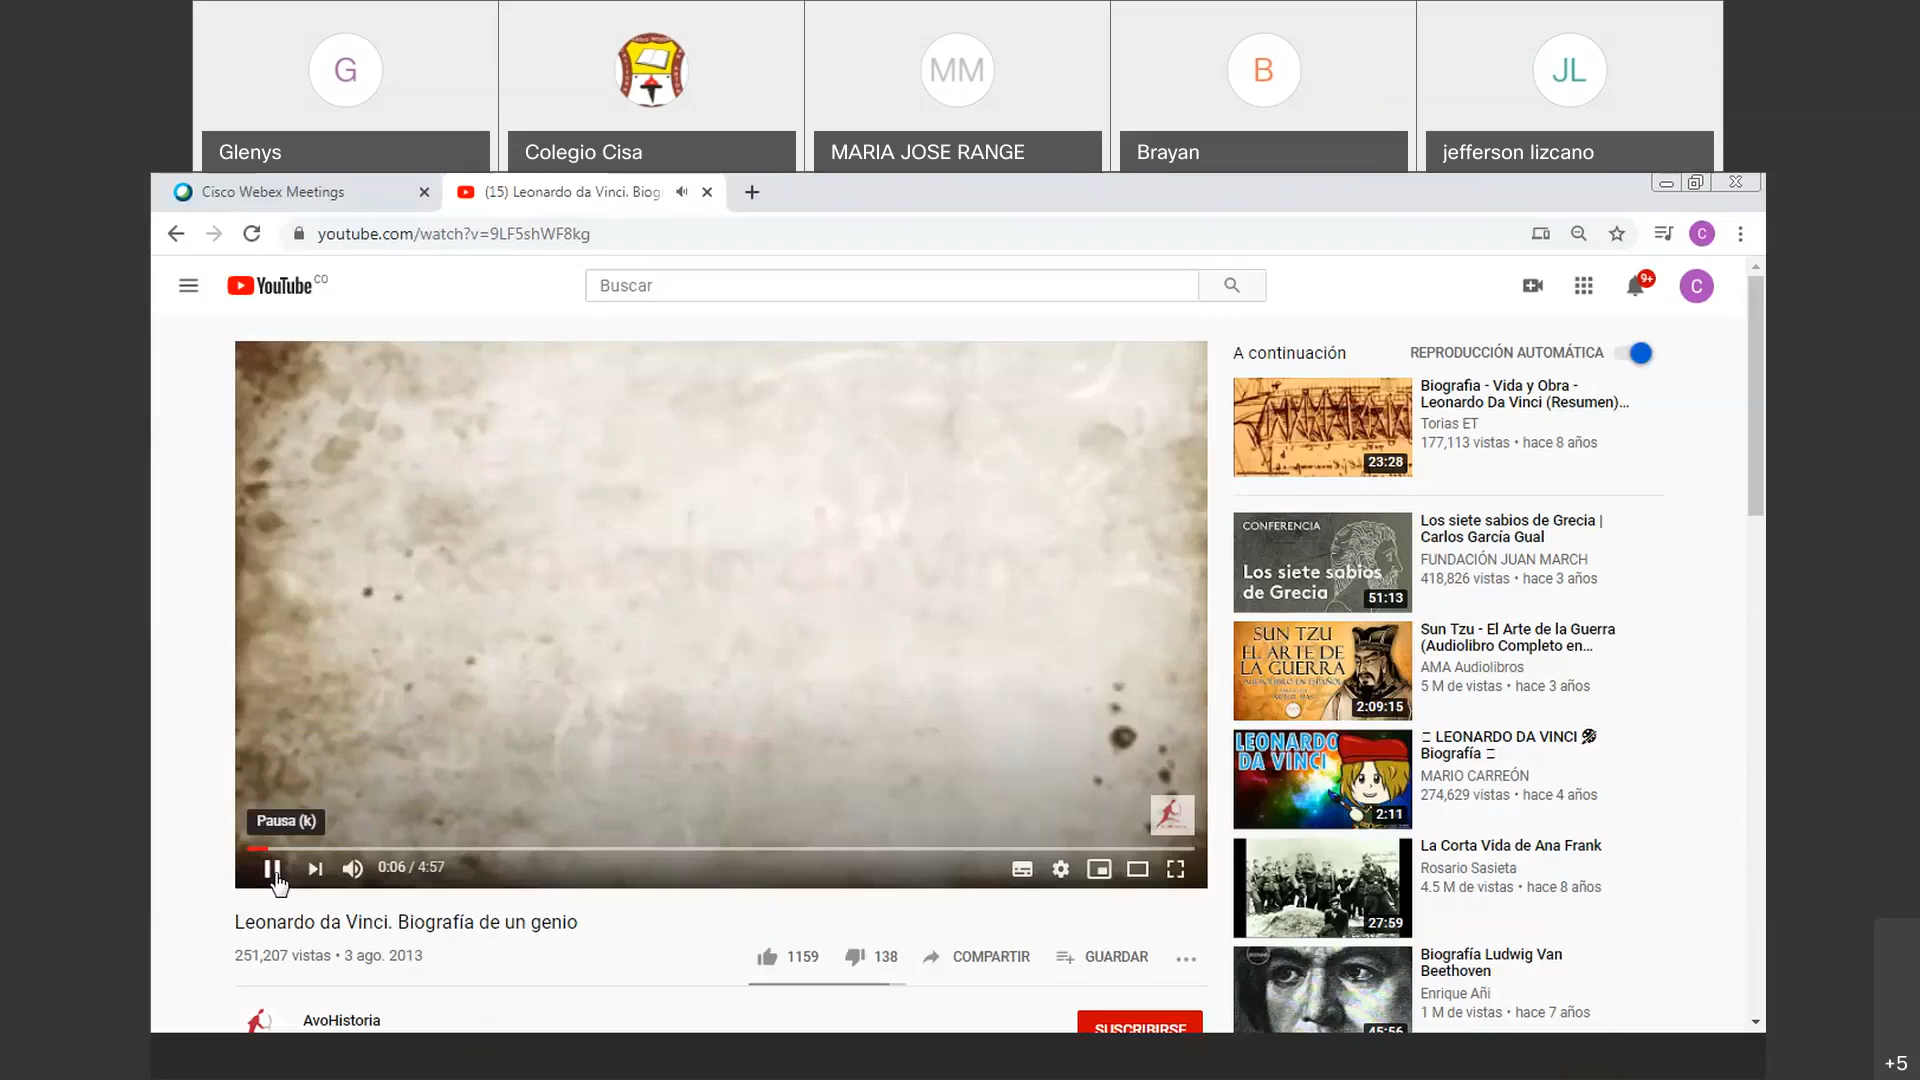 G
MM
B
JL
Glenys
Colegio Cisa
MARIA JOSE RANGE
Brayan
jefferson lizcano
Cisco Webex Meetings
(15) Leonardo da Vinci. Biog
youtube.com/watch?v=9LF5shWF8kg
C
YouTube CO
Buscar
9+
C
A continuación
REPRODUCCIÓN AUTOMÁTICA
Biografia - Vida y Obra -
Leonardo Da Vinci (Resumen)...
Torias ET
177,113 vistas • hace 8 años
23:28
CONFERENCIA
Los siete sabios
de Grecia
51:13
Los siete sabios de Grecia |
Carlos García Gual
FUNDACIÓN JUAN MARCH
418,826 vistas • hace 3 años
SUN TZU
EL ARTE DE
LA GUERRA
AUDIOLIBRO EN ESPAÑOL
2:09:15
Sun Tzu - El Arte de la Guerra
(Audiolibro Completo en...
AMA Audiolibros
5 M de vistas • hace 3 años
LEONARDO
DA VINCI
2:11
LEONARDO DA VINCI
Biografía
MARIO CARREÓN
274,629 vistas • hace 4 años
27:59
La Corta Vida de Ana Frank
Rosario Sasieta
4.5 M de vistas • hace 8 años
45:56
Biografía Ludwig Van
Beethoven
Enrique Añi
1 M de vistas • hace 7 años
Pausa (k)
0:06 / 4:57
Leonardo da Vinci. Biografía de un genio
251,207 vistas • 3 ago. 2013
1159
138
COMPARTIR
GUARDAR
AvoHistoria
SUSCRIBIRSE
+5